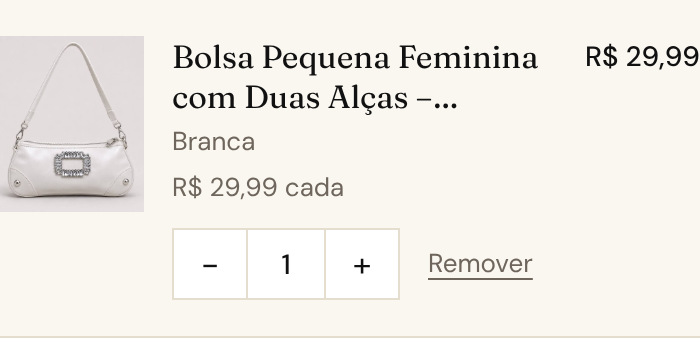 Bolsa Pequena Feminina
com Duas Alças –...
R$ 29,99
Branca
R$ 29,99 cada
− 1 + Remover